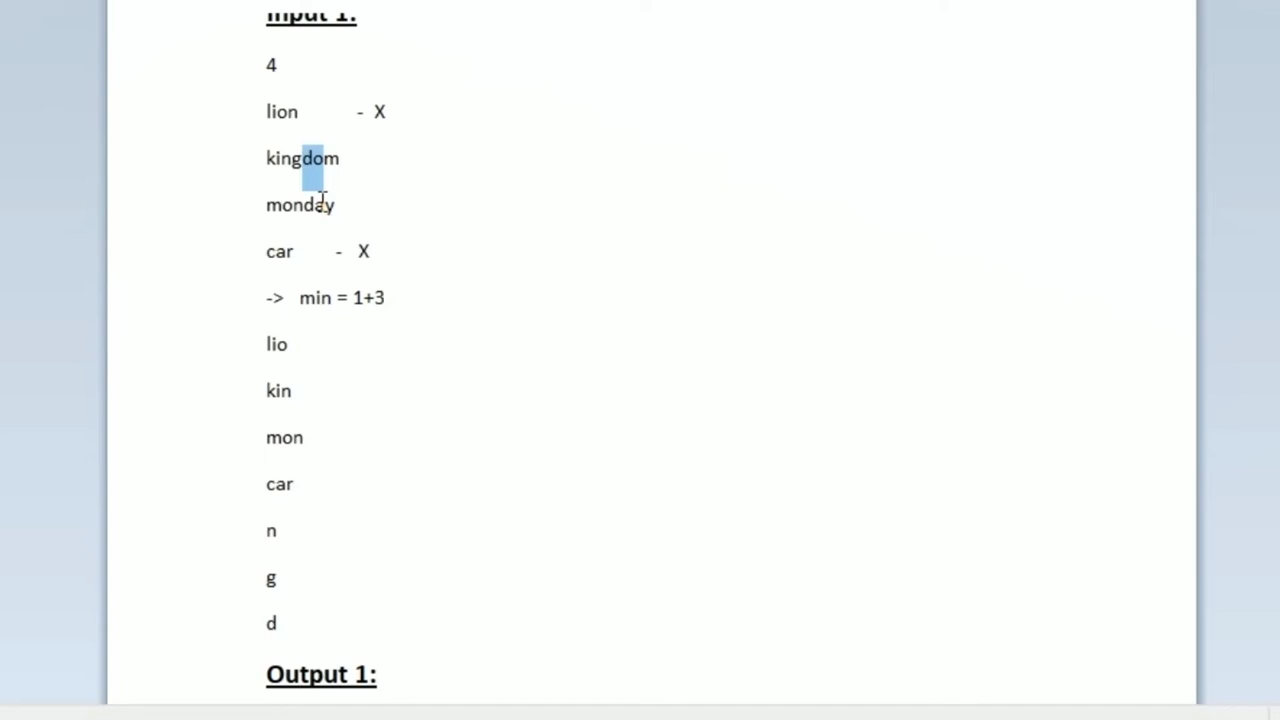 Input 1:
4
lion - X
kingdom
monday
car - X
-> min = 1+3
lio
kin
mon
car
n
g
d
Output 1: